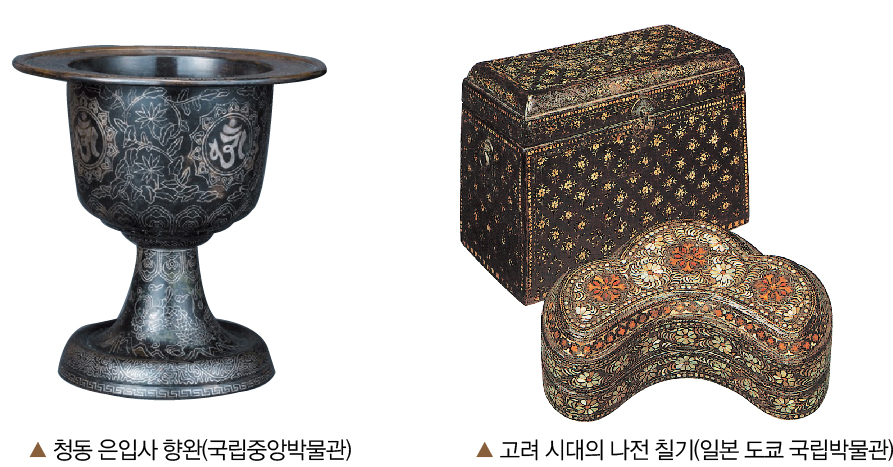 ▲ 청동 은입사 향완(국립중앙박물관)
▲ 고려 시대의 나전 칠기(일본 도쿄 국립박물관)